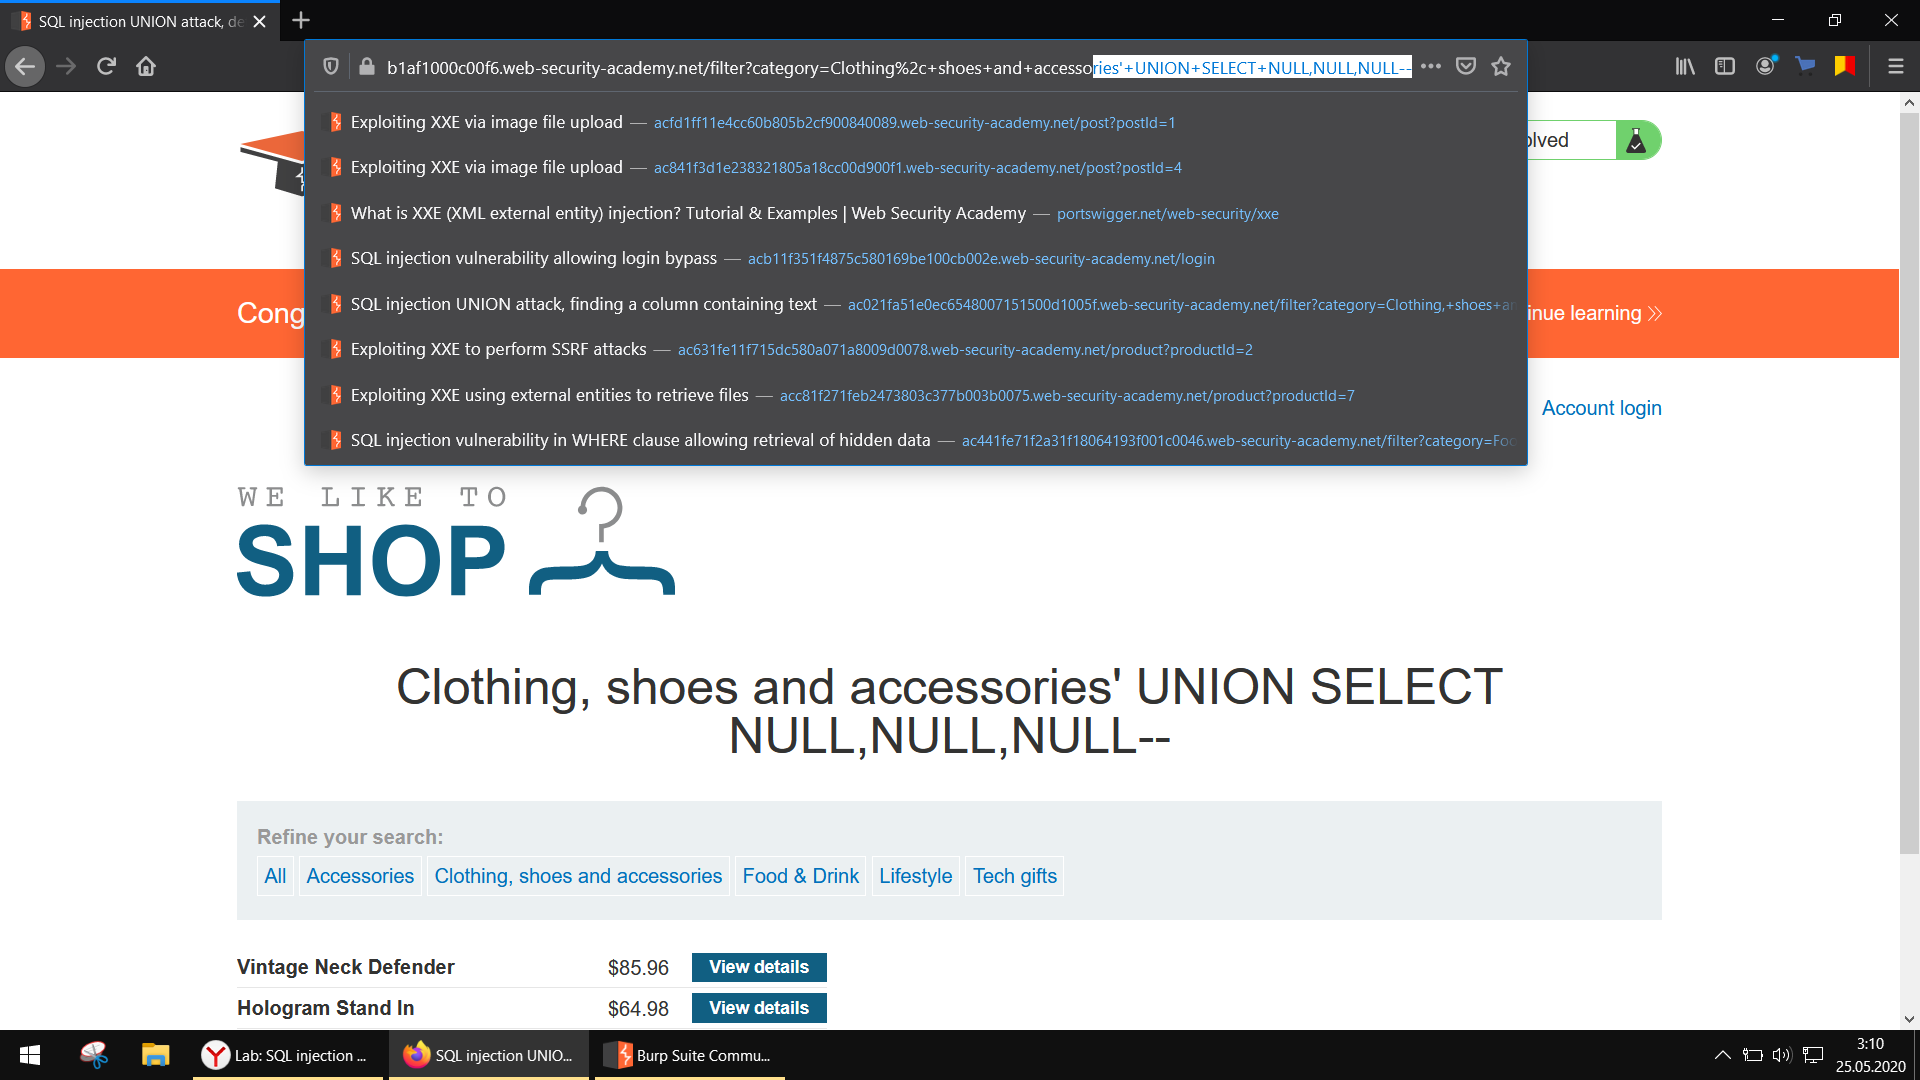 SQL injection UNION attack, de
b1af1000c00f6.web-security-academy.net/filter?category=Clothing%2c+shoes+and+accessories'+UNION+SELECT+NULL,NULL,NULL--
Exploiting XXE via image file upload — acfd1ff11e4cc60b805b2cf900840089.web-security-academy.net/post?postId=1
Exploiting XXE via image file upload — ac841f3d1e238321805a18cc00d900f1.web-security-academy.net/post?postId=4
What is XXE (XML external entity) injection? Tutorial & Examples | Web Security Academy — portswigger.net/web-security/xxe
SQL injection vulnerability allowing login bypass — acb11f351f4875c580169be100cb002e.web-security-academy.net/login
SQL injection UNION attack, finding a column containing text — ac021fa51e0ec6548007151500d1005f.web-security-academy.net/filter?category=Clothing,+shoes+an
Exploiting XXE to perform SSRF attacks — ac631fe11f715dc580a071a8009d0078.web-security-academy.net/product?productId=2
Exploiting XXE using external entities to retrieve files — acc81f271feb2473803c377b003b0075.web-security-academy.net/product?productId=7
SQL injection vulnerability in WHERE clause allowing retrieval of hidden data — ac441fe71f2a31f18064193f001c0046.web-security-academy.net/filter?category=Foo
olved
Cong
inue learning >>
Account login
WE LIKE TO
SHOP
Clothing, shoes and accessories' UNION SELECT
NULL,NULL,NULL--
Refine your search:
All Accessories Clothing, shoes and accessories Food & Drink Lifestyle Tech gifts
Vintage Neck Defender $85.96 View details
Hologram Stand In $64.98 View details
Lab: SQL injection ... SQL injection UNIO... Burp Suite Commu...
3:10
25.05.2020